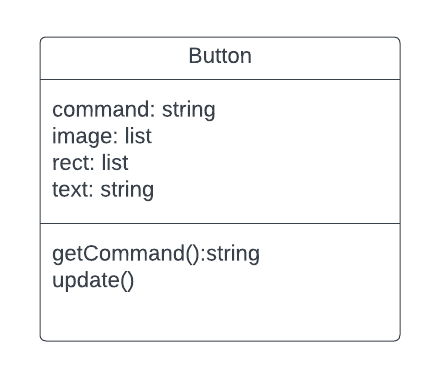 Button
command: string
image: list
rect: list
text: string
getCommand():string
update()